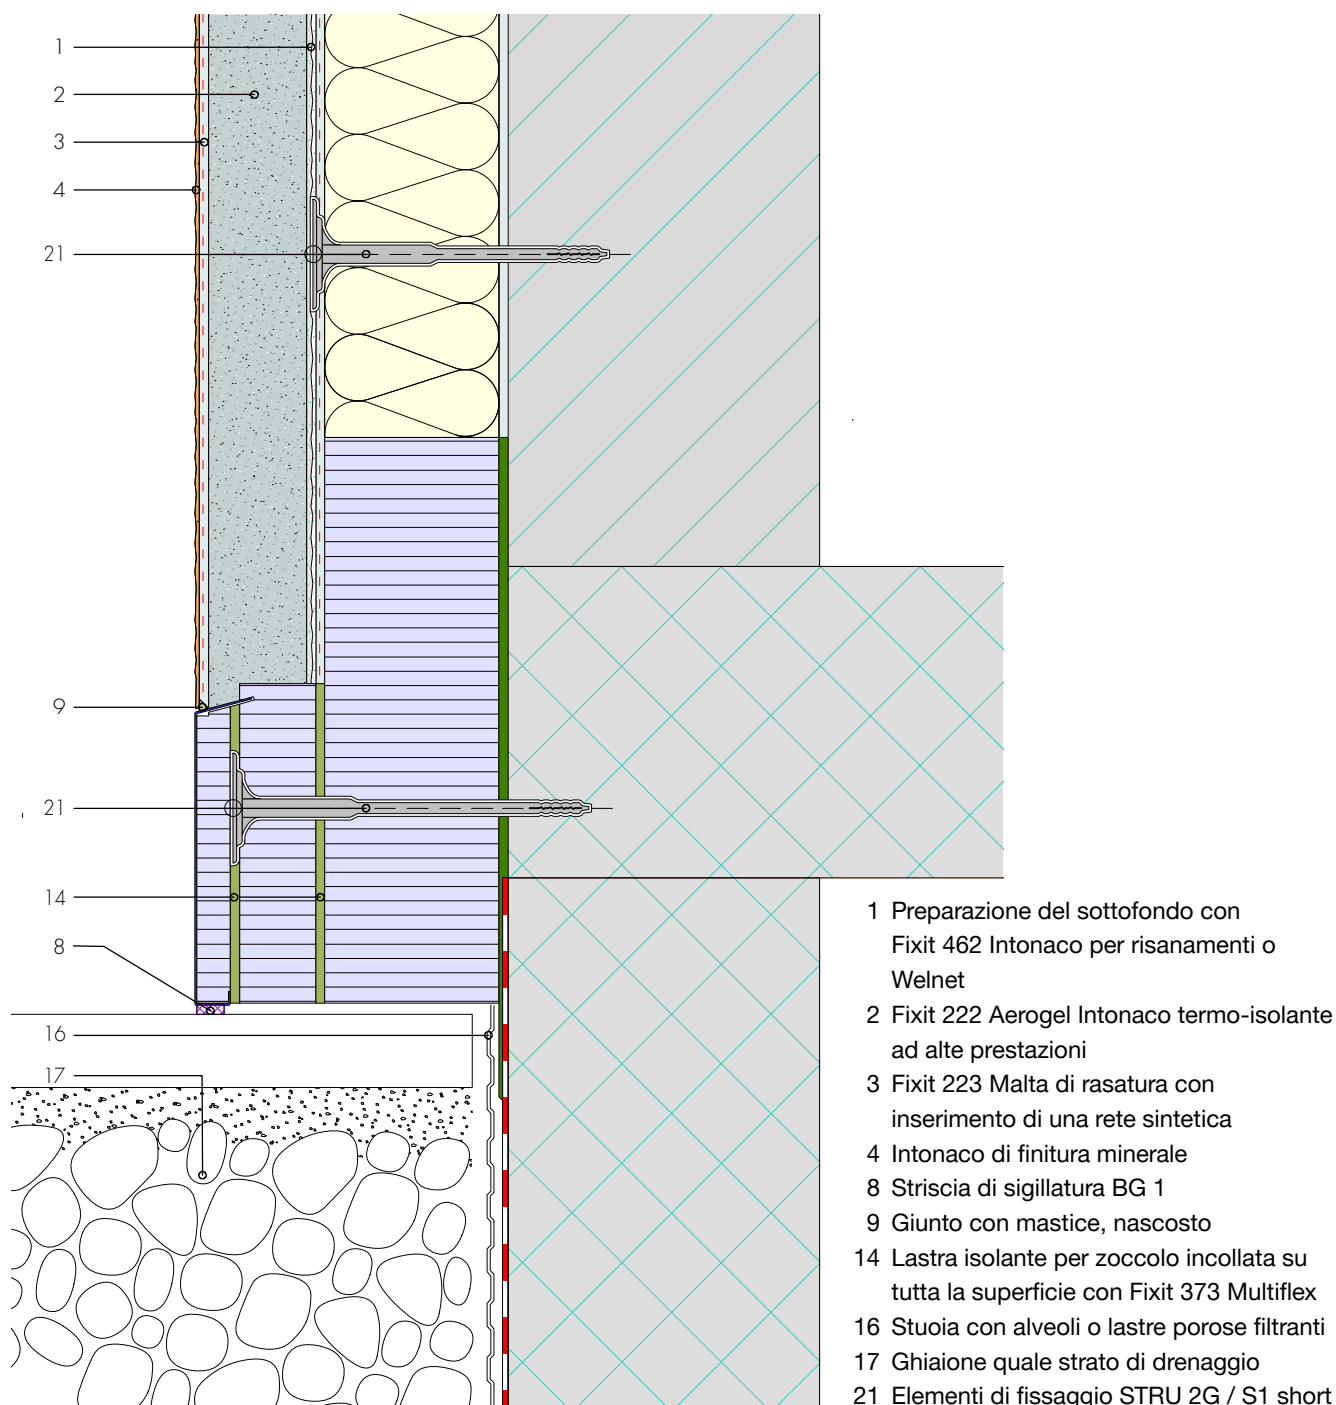 1
2
3
4
21
9
21
14
8
16
17
1 Preparazione del sottofondo con
Fixit 462 Intonaco per risanamenti o
Welnet
2 Fixit 222 Aerogel Intonaco termo-isolante
ad alte prestazioni
3 Fixit 223 Malta di rasatura con
inserimento di una rete sintetica
4 Intonaco di finitura minerale
8 Striscia di sigillatura BG 1
9 Giunto con mastice, nascosto
14 Lastra isolante per zoccolo incollata su
tutta la superficie con Fixit 373 Multiflex
16 Stuoia con alveoli o lastre porose filtranti
17 Ghiaione quale strato di drenaggio
21 Elementi di fissaggio STRU 2G / S1 short